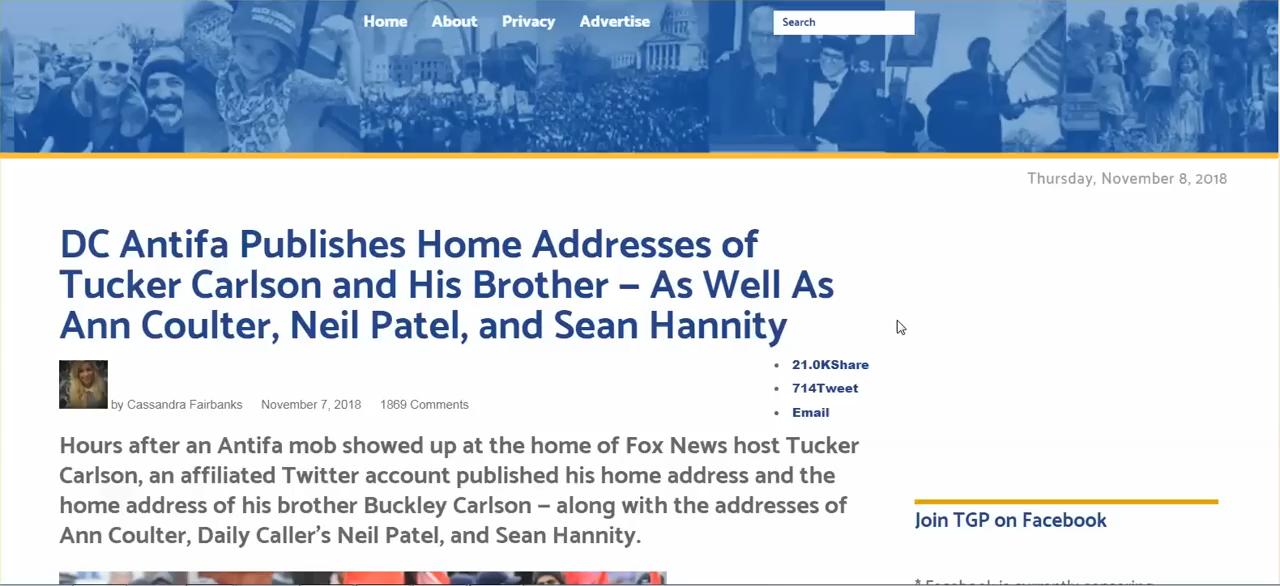 Home About Privacy Advertise
Search
Thursday, November 8, 2018
DC Antifa Publishes Home Addresses of
Tucker Carlson and His Brother – As Well As
Ann Coulter, Neil Patel, and Sean Hannity
21.0KShare
714Tweet
Email
by Cassandra Fairbanks November 7, 2018 1869 Comments
Hours after an Antifa mob showed up at the home of Fox News host Tucker
Carlson, an affiliated Twitter account published his home address and the
home address of his brother Buckley Carlson – along with the addresses of
Ann Coulter, Daily Caller’s Neil Patel, and Sean Hannity.
Join TGP on Facebook
* Facebook is currently censoring